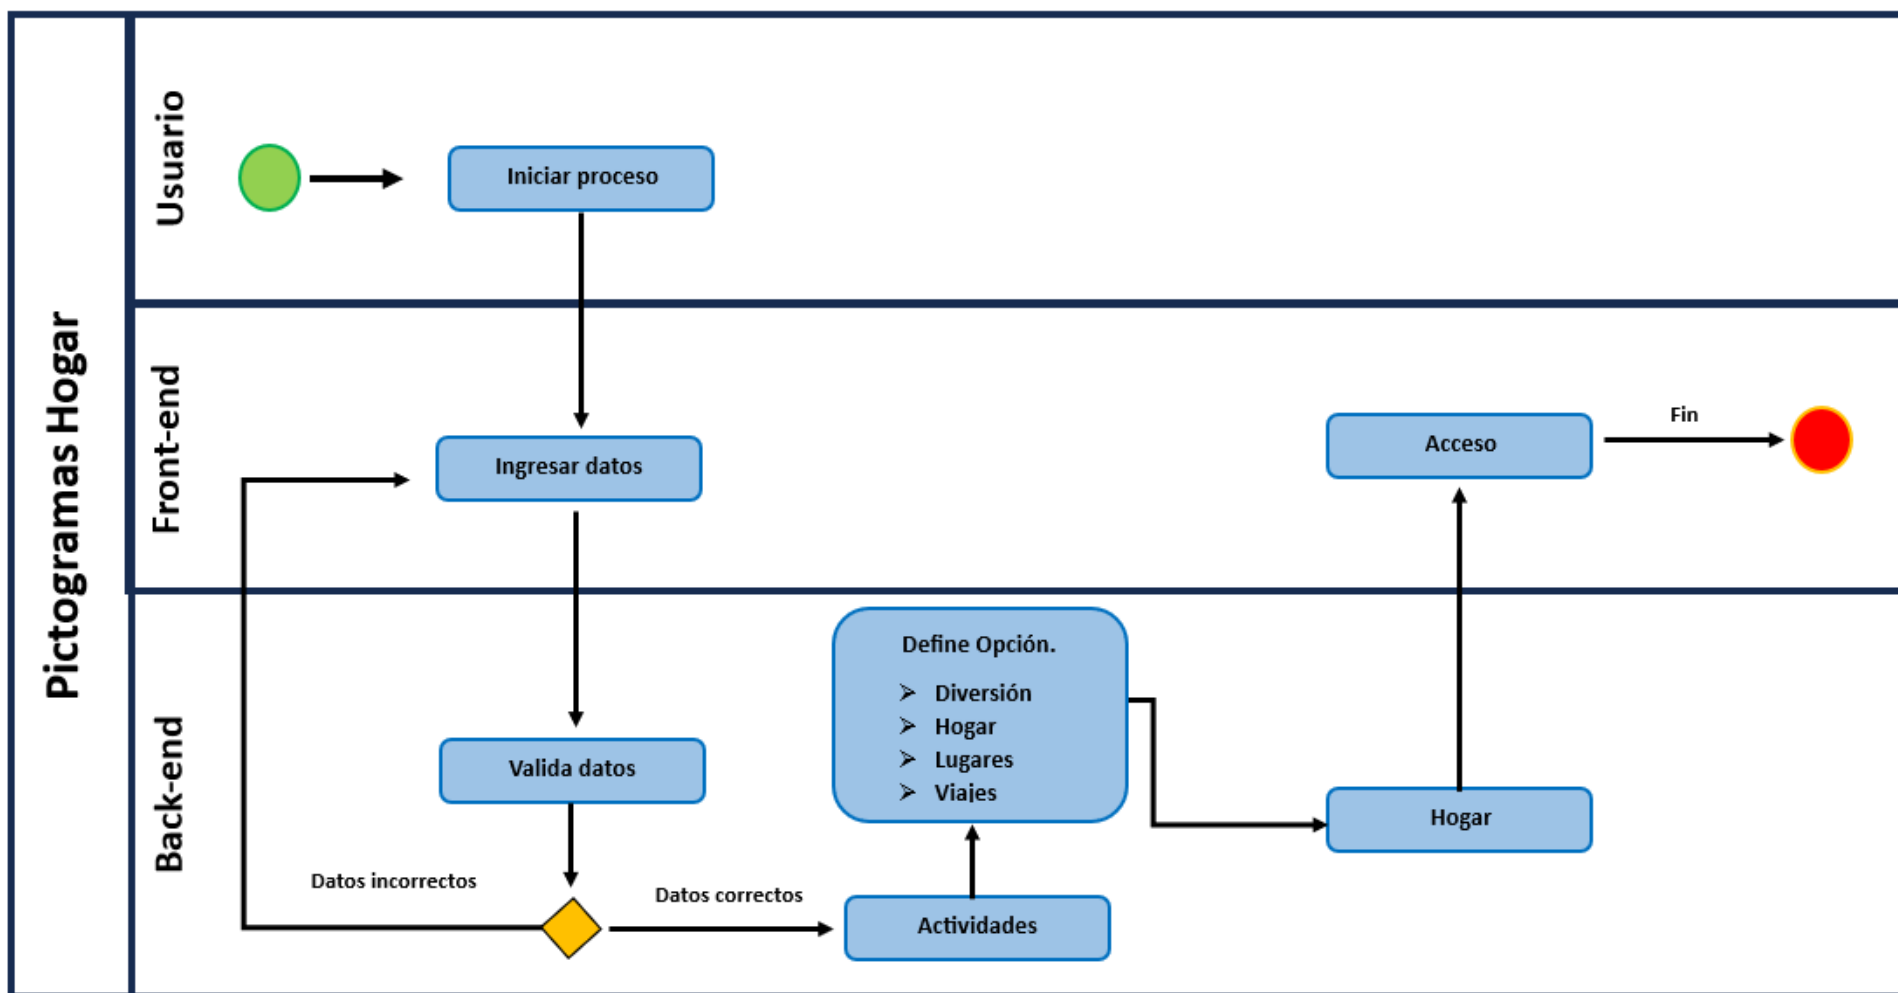 Pictogramas Hogar
Usuario
Iniciar proceso
Front-end
Ingresar datos
Acceso
Fin
Back-end
Valida datos
Datos incorrectos
Datos correctos
Actividades
Define Opción.
➢ Diversión
➢ Hogar
➢ Lugares
➢ Viajes
Hogar